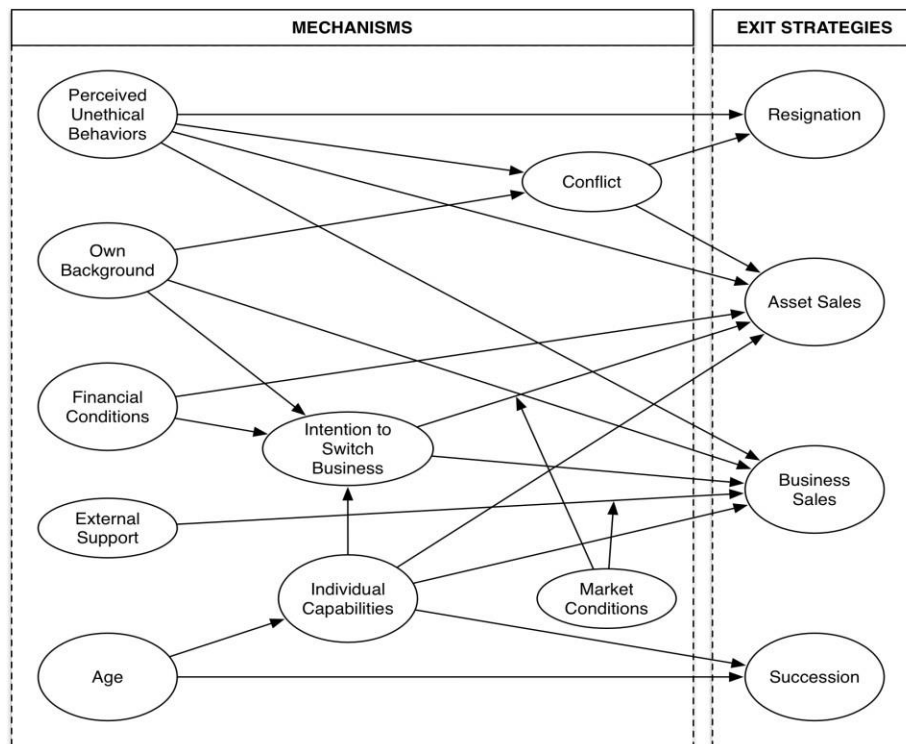 MECHANISMS
EXIT STRATEGIES
Perceived
Unethical
Behaviors
Resignation
Conflict
Own
Background
Asset Sales
Financial
Conditions
Intention to
Switch
Business
Business
Sales
External
Support
Individual
Capabilities
Market
Conditions
Age
Succession